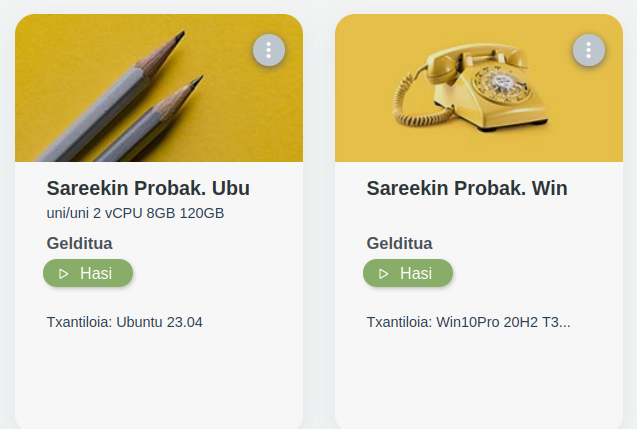 Sareekin Probak. Ubu
uni/uni 2 vCPU 8GB 120GB
Gelditua
Hasi
Txantiloia: Ubuntu 23.04
Sareekin Probak. Win
Gelditua
Hasi
Txantiloia: Win10Pro 20H2 T3...